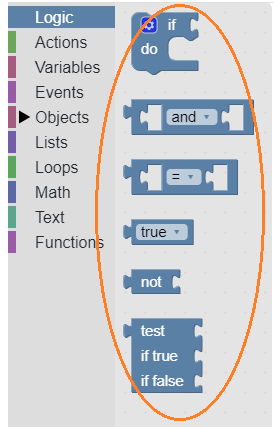 Logic
Actions
Variables
Events
Objects
Lists
Loops
Math
Text
Functions
if
do
and
=
true
not
test
if true
if false